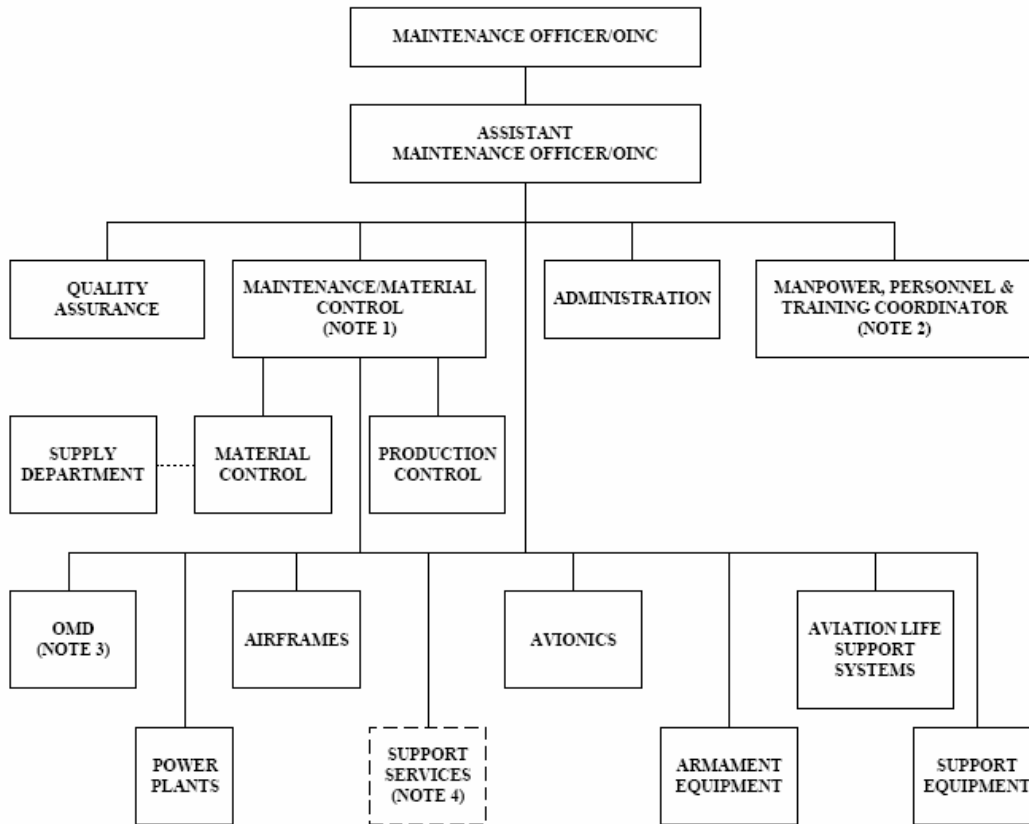 MAINTENANCE OFFICER/OINC
ASSISTANT
MAINTENANCE OFFICER/OINC
QUALITY
ASSURANCE
MAINTENANCE/MATERIAL
CONTROL
(NOTE 1)
ADMINISTRATION
MANPOWER, PERSONNEL &
TRAINING COORDINATOR
(NOTE 2)
SUPPLY
DEPARTMENT
MATERIAL
CONTROL
PRODUCTION
CONTROL
OMD
(NOTE 3)
AIRFRAMES
AVIONICS
AVIATION LIFE
SUPPORT
SYSTEMS
POWER
PLANTS
SUPPORT
SERVICES
(NOTE 4)
ARMAMENT
EQUIPMENT
SUPPORT
EQUIPMENT